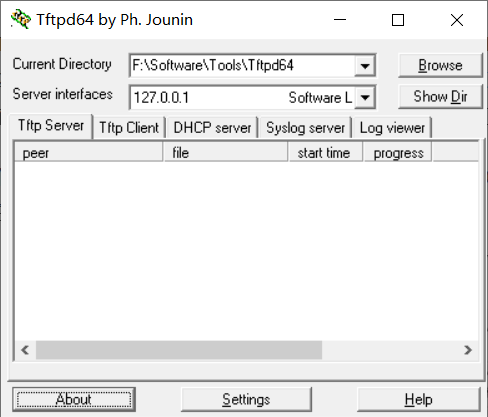 Tftpd64 by Ph. Jounin
Current Directory F:\Software\Tools\Tftpd64 Browse
Server interfaces 127.0.0.1 Software L Show Dir
Tftp Server Tftp Client DHCP server Syslog server Log viewer
peer file start time progress
About Settings Help